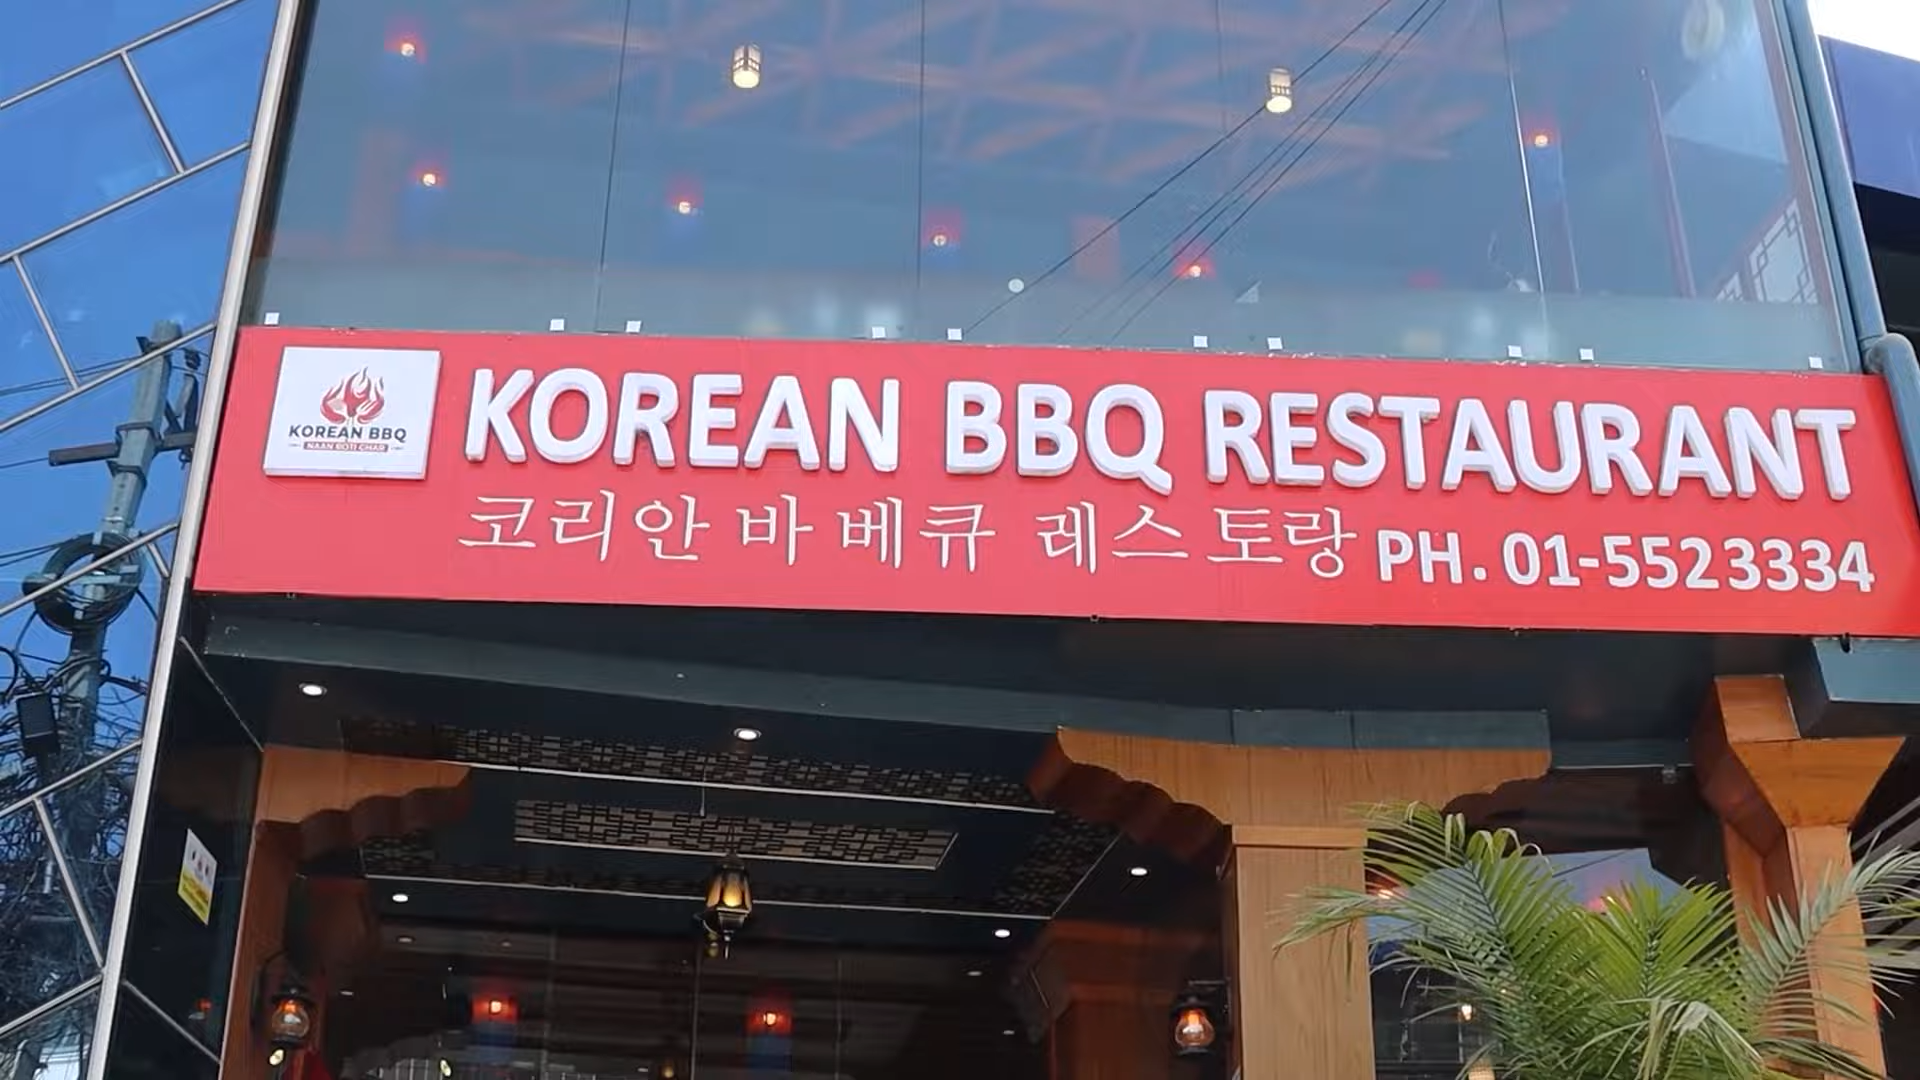 KOREAN BBQ
NAAN ROTI GHAR
KOREAN BBQ RESTAURANT
코리안 바베큐 레스토랑 PH. 01-5523334